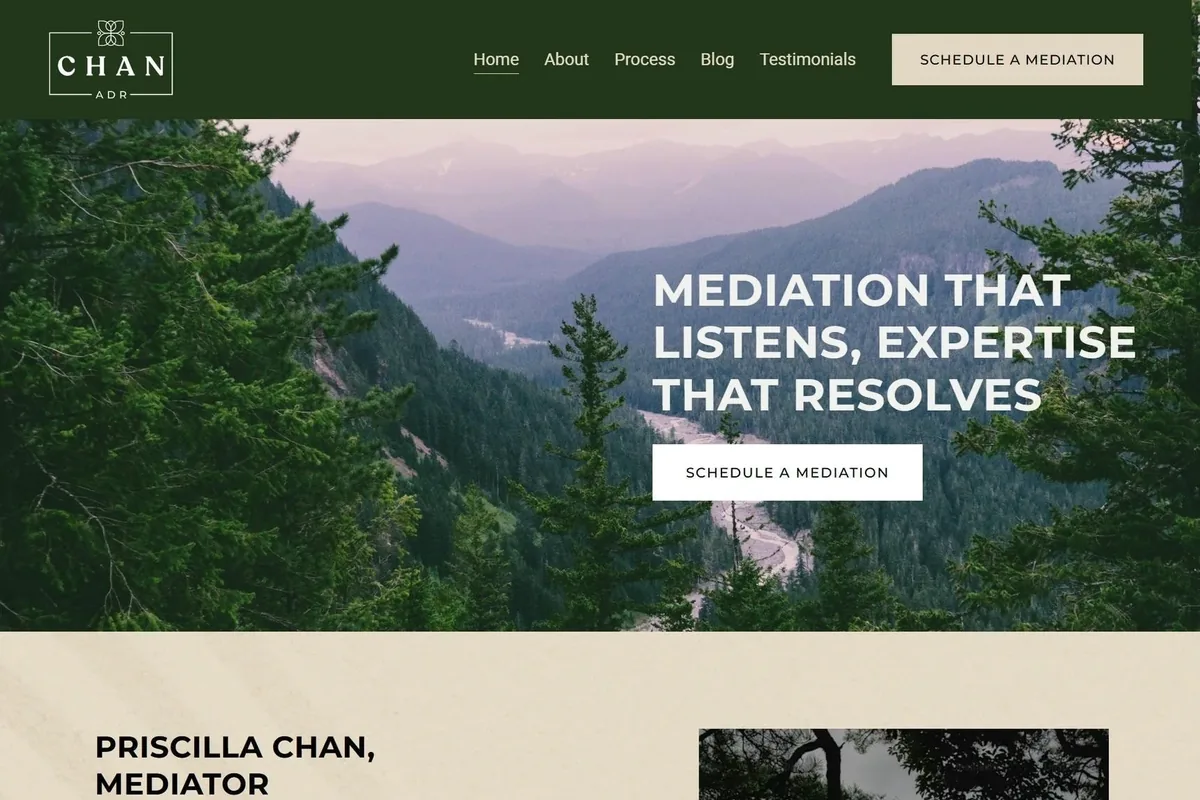 CHAN
ADR
Home
About
Process
Blog
Testimonials
SCHEDULE A MEDIATION
MEDIATION THAT
LISTENS, EXPERTISE
THAT RESOLVES
SCHEDULE A MEDIATION
PRISCILLA CHAN,
MEDIATOR